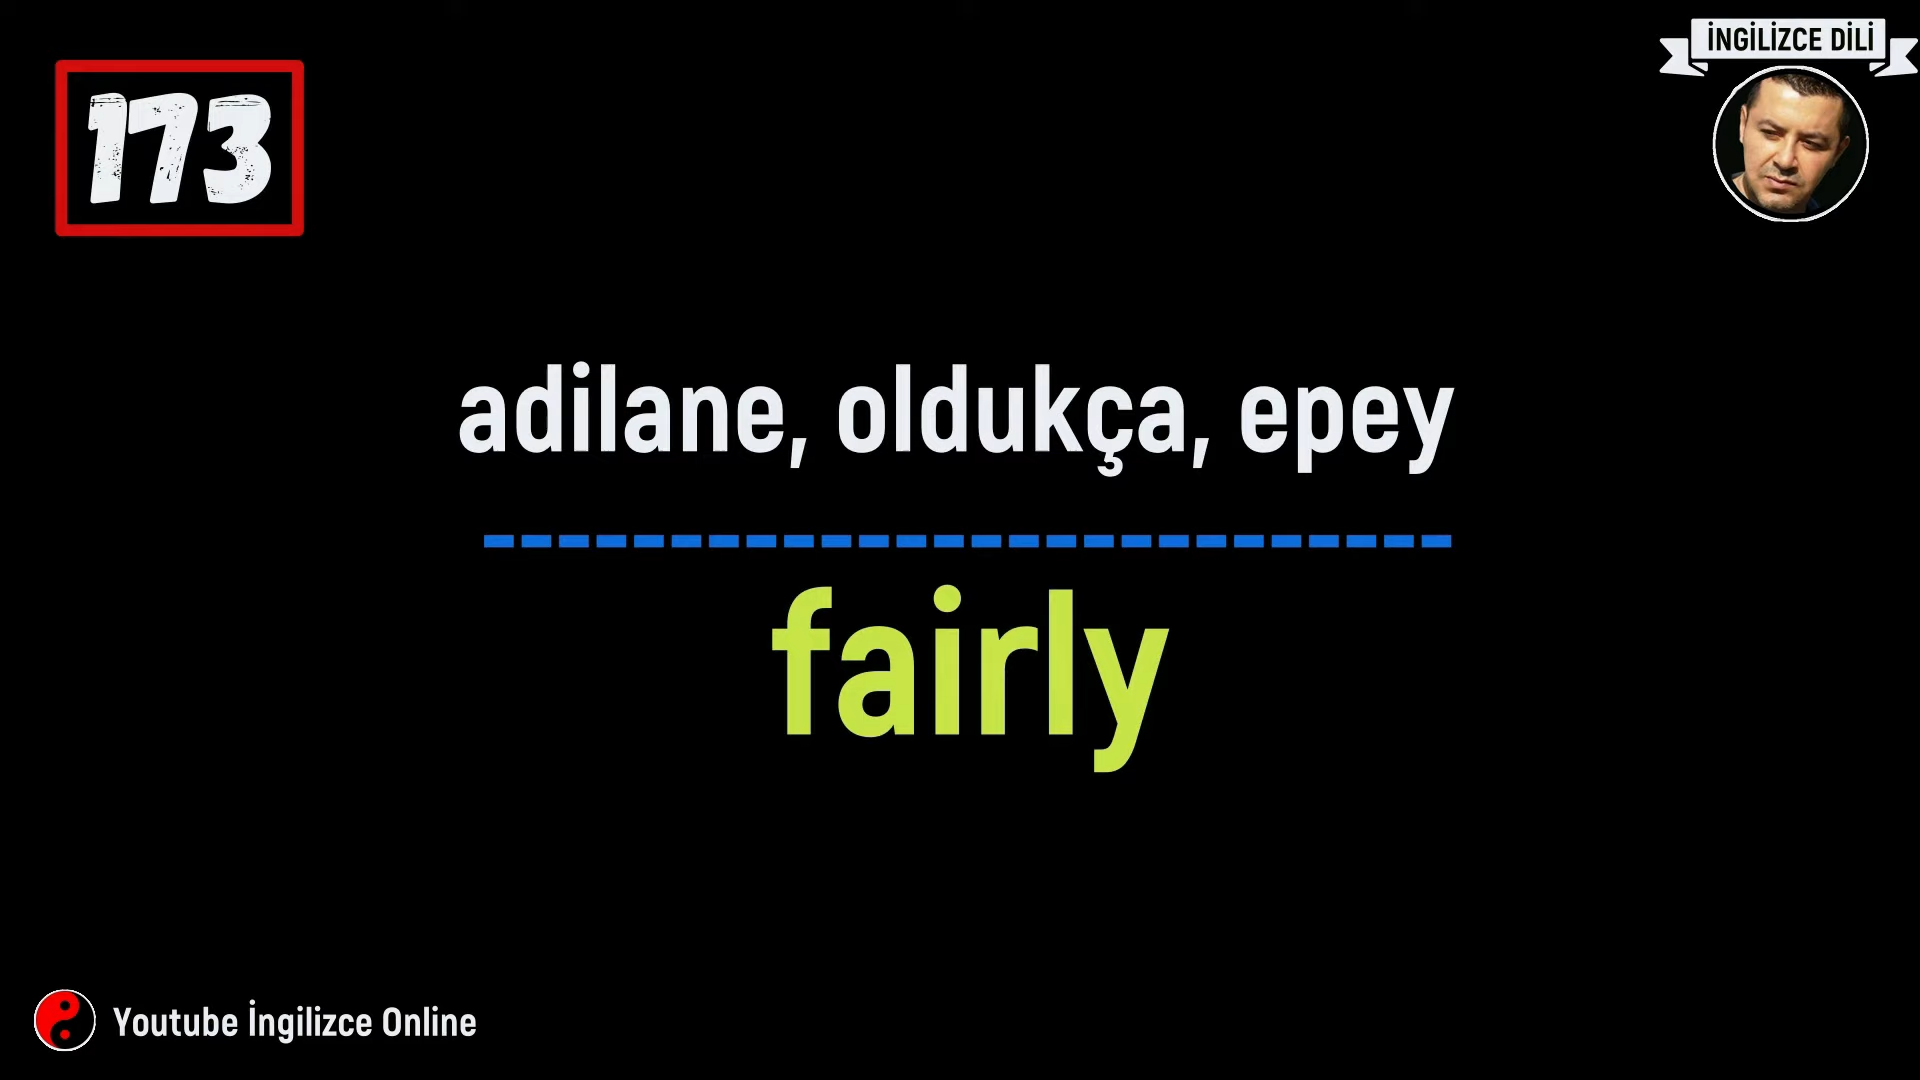 İNGİLİZCE DİLİ
173
adilane, oldukça, epey
fairly
Youtube İngilizce Online